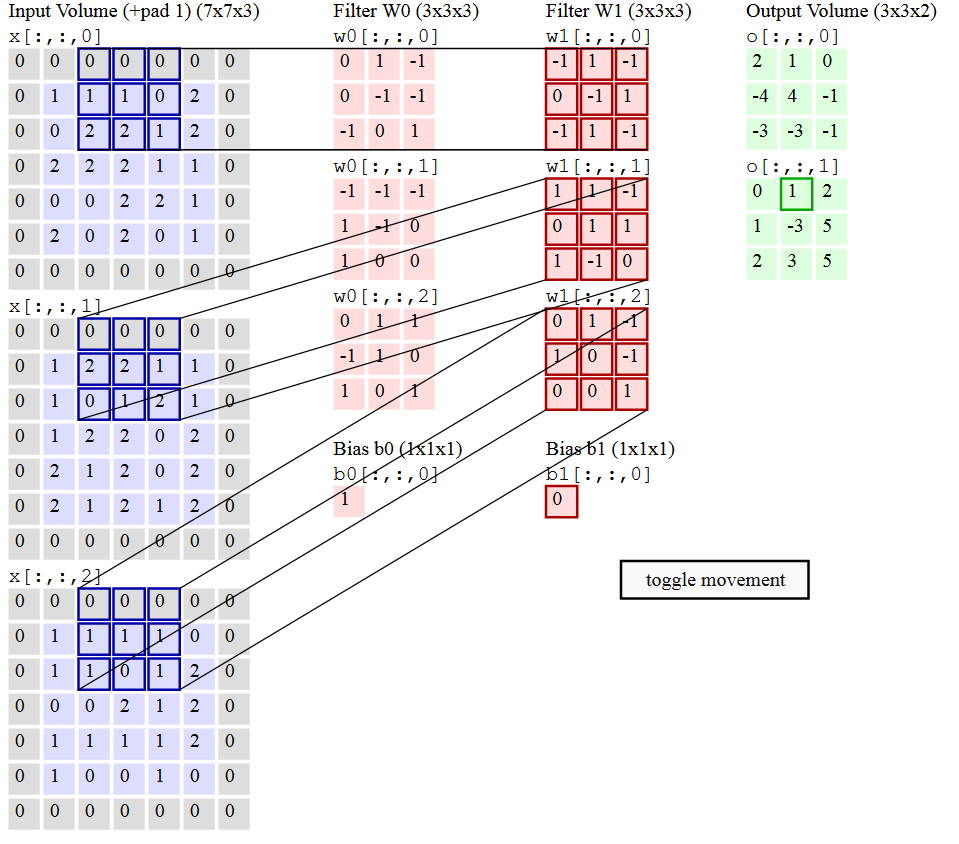 Input Volume (+pad 1) (7x7x3) Filter W0 (3x3x3) Filter W1 (3x3x3) Output Volume (3x3x2)
x[:,:,0] w0[:,:,0] w1[:,:,0] o[:,:,0]
0 0 0 0 0 0 0 0 1 -1 -1 1 -1 2 1 0
0 1 1 1 0 2 0 0 -1 -1 0 -1 1 -4 4 -1
0 0 2 2 1 2 0 -1 0 1 -1 1 -1 -3 -3 -1
0 2 2 2 1 1 0 w0[:,:,1] w1[:,:,1] o[:,:,1]
0 0 0 2 2 1 0 -1 -1 -1 1 1 -1 0 1 2
0 2 0 2 0 1 0 1 -1 0 0 1 1 1 -3 5
0 0 0 0 0 0 0 1 0 0 1 -1 0 2 3 5
x[:,:,1] w0[:,:,2] w1[:,:,2]
0 0 0 0 0 0 0 0 1 1 0 1 -1
0 1 2 2 1 1 0 -1 1 0 1 0 -1
0 1 0 1 2 1 0 1 0 1 0 0 1
0 1 2 2 0 2 0 Bias b0 (1x1x1) Bias b1 (1x1x1)
0 2 1 2 0 2 0 b0[:,:,0] b1[:,:,0]
0 2 1 2 1 2 0 1 0
0 0 0 0 0 0 0
x[:,:,2] toggle movement
0 0 0 0 0 0 0
0 1 1 1 1 0 0
0 1 1 0 1 2 0
0 0 0 2 1 2 0
0 1 1 1 1 2 0
0 1 0 0 1 0 0
0 0 0 0 0 0 0